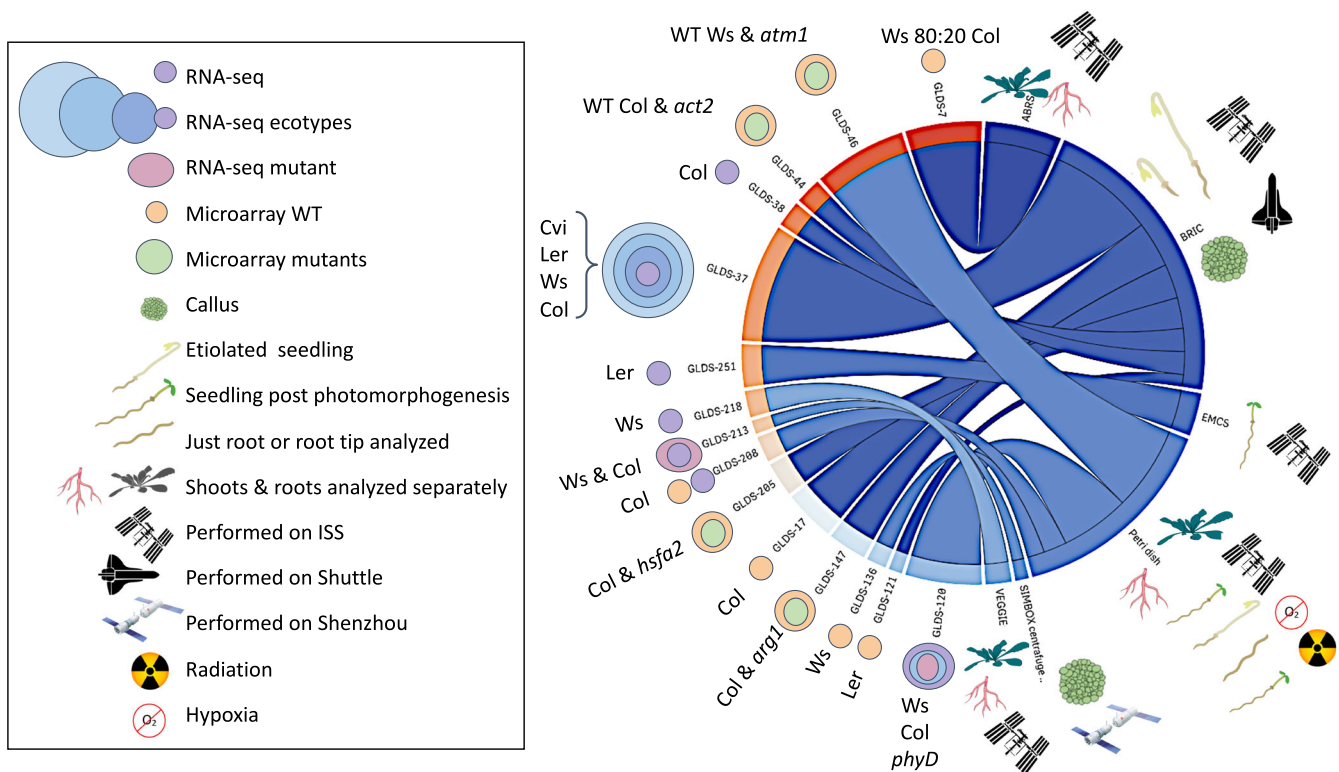 RNA-seq
RNA-seq ecotypes
RNA-seq mutant
Microarray WT
Microarray mutants
Callus
Etiolated seedling
Seedling post photomorphogenesis
Just root or root tip analyzed
Shoots & roots analyzed separately
Performed on ISS
Performed on Shuttle
Performed on Shenzhou
Radiation
O₂
Hypoxia
WT Ws & atm1
Ws 80:20 Col
WT Col & act2
Col
Cvi
Ler
Ws
Col
Ler
Ws
Ws & Col
Col
Col & hsfa2
Col
Col & arg1
Ws
Ler
Ws
Col
phyD
GLDS-7
GLDS-46
GLDS-44
GLDS-38
GLDS-37
GLDS-251
GLDS-218
GLDS-213
GLDS-208
GLDS-205
GLDS-17
GLDS-147
GLDS-136
GLDS-121
GLDS-120
VEGGIE
SIMBOX centrafuge ..
Petri dish
EMCS
BRIC
ABRS
O₂